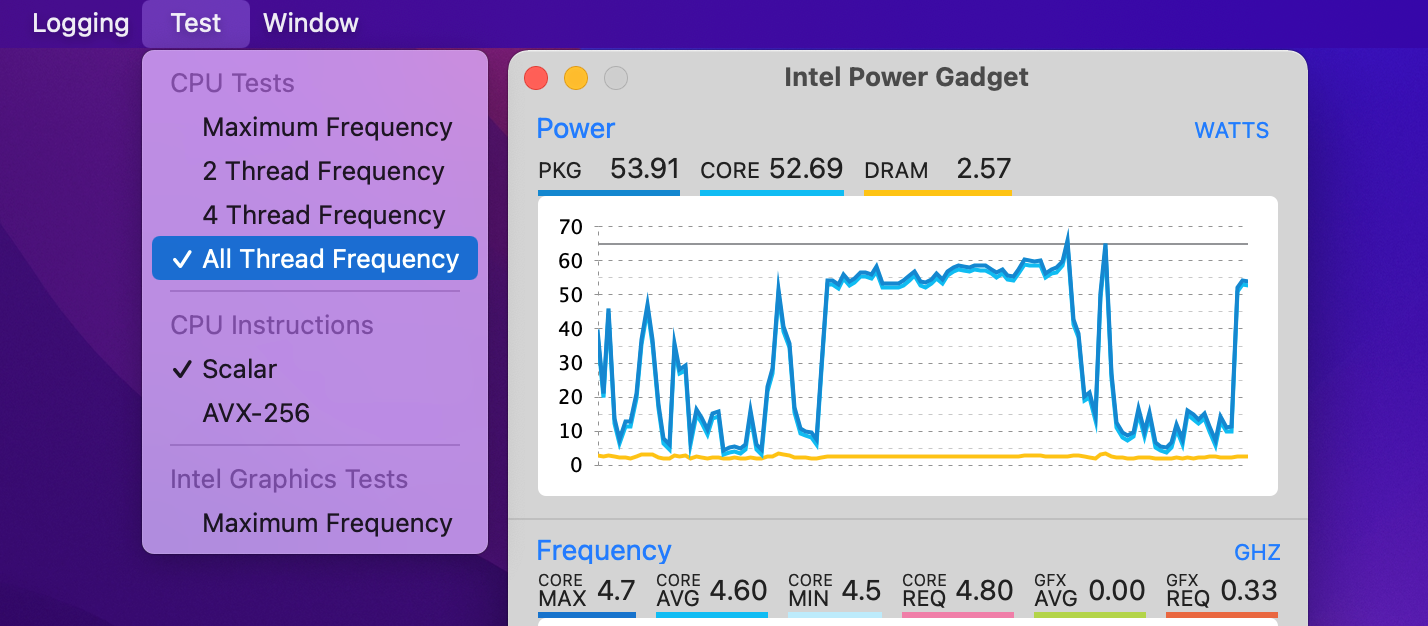 Logging Test Window
CPU Tests
Maximum Frequency
2 Thread Frequency
4 Thread Frequency
✓ All Thread Frequency
CPU Instructions
✓ Scalar
AVX-256
Intel Graphics Tests
Maximum Frequency
Intel Power Gadget
Power WATTS
PKG 53.91 CORE 52.69 DRAM 2.57
70
60
50
40
30
20
10
0
Frequency GHZ
CORE MAX 4.7 CORE AVG 4.60 CORE MIN 4.5 CORE REQ 4.80 GFX AVG 0.00 GFX REQ 0.33